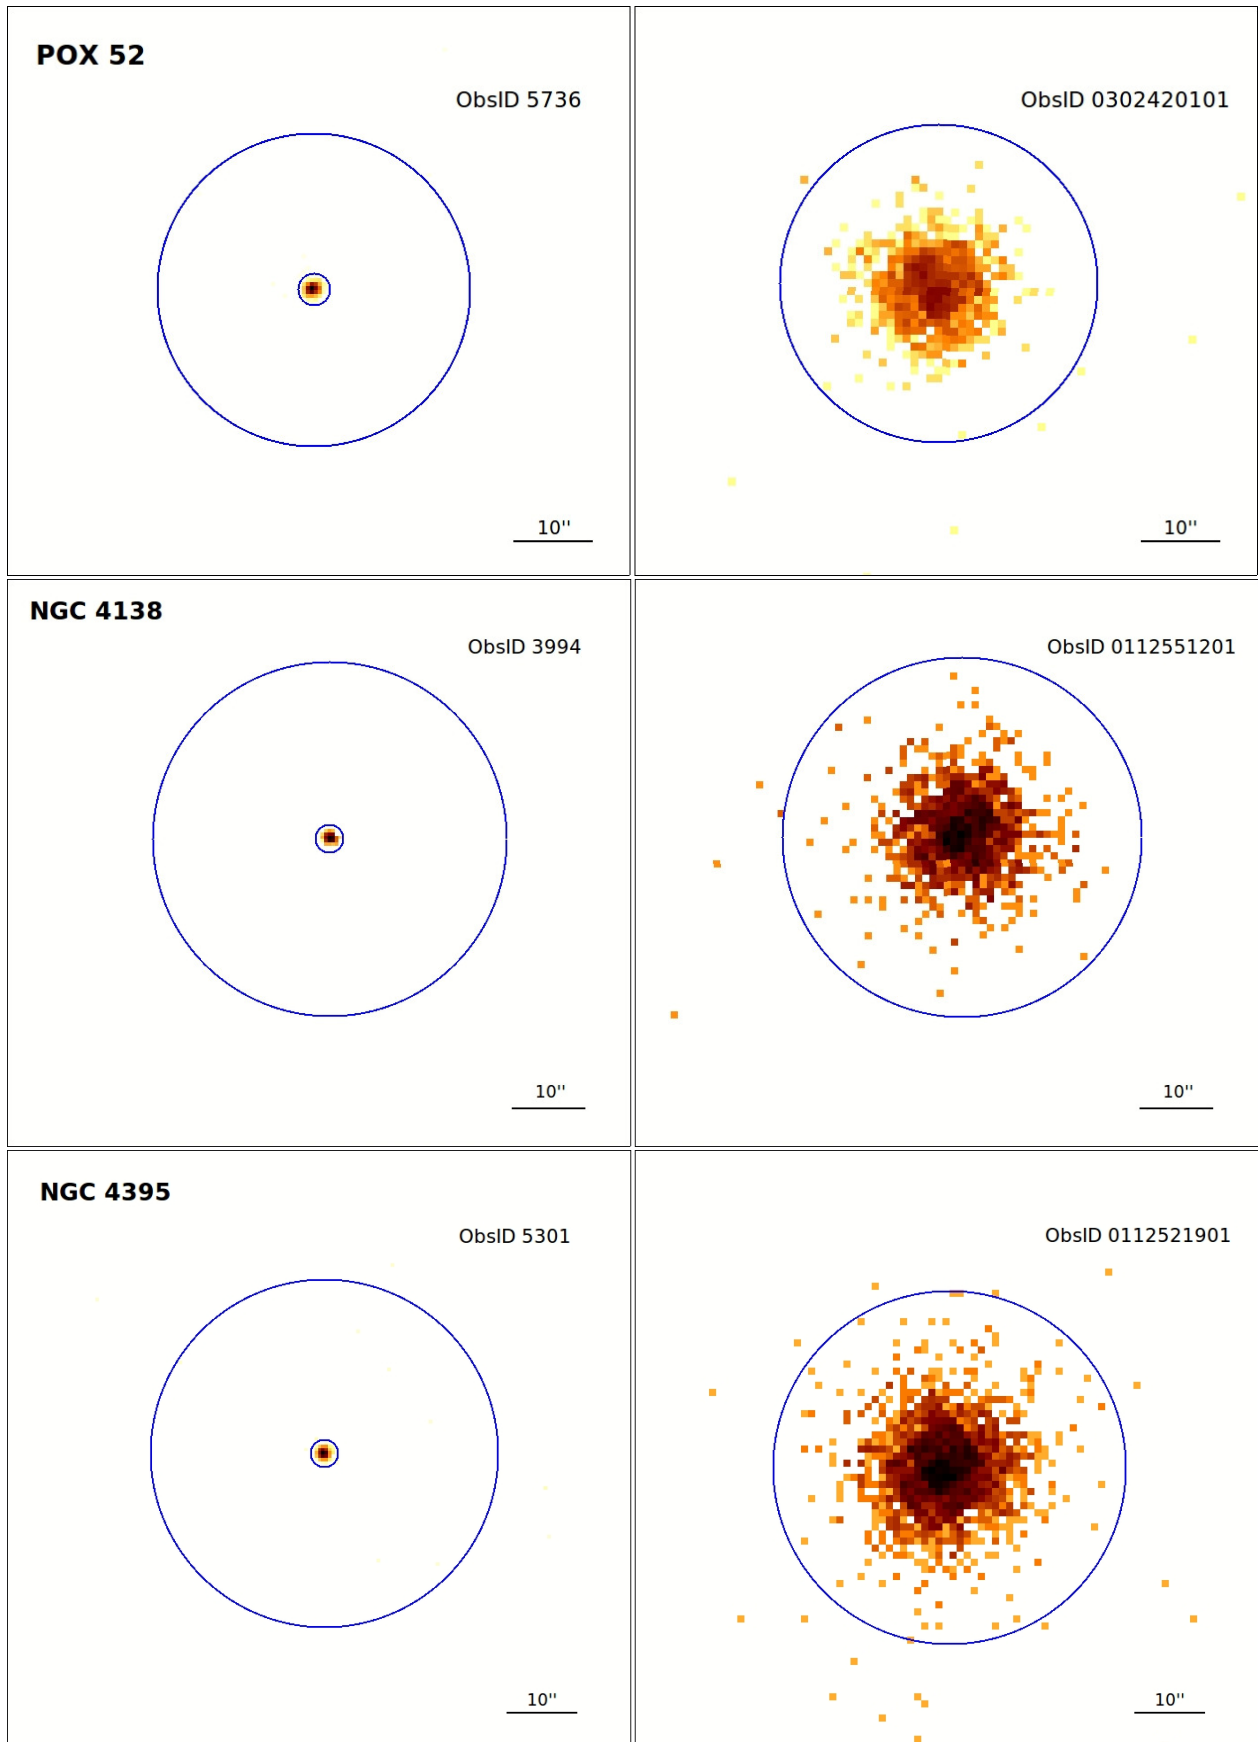 POX 52
ObsID 5736
ObsID 0302420101
10''
10''
NGC 4138
ObsID 3994
ObsID 0112551201
10''
10''
NGC 4395
ObsID 5301
ObsID 0112521901
10''
10''